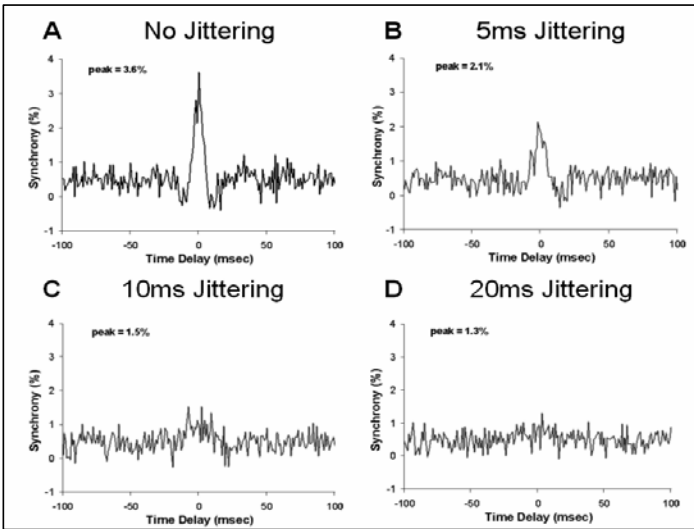 A No Jittering
peak = 3.6%
4
3
2
1
0
-1
Synchrony (%)
-100 -50 0 50 100
Time Delay (msec)
B 5ms Jittering
peak = 2.1%
4
3
2
1
0
-1
Synchrony (%)
-100 -50 0 50 100
Time Delay (msec)
C 10ms Jittering
peak = 1.5%
4
3
2
1
0
-1
Synchrony (%)
-100 -50 0 50 100
Time Delay (msec)
D 20ms Jittering
peak = 1.3%
4
3
2
1
0
-1
Synchrony (%)
-100 -50 0 50 100
Time Delay (msec)